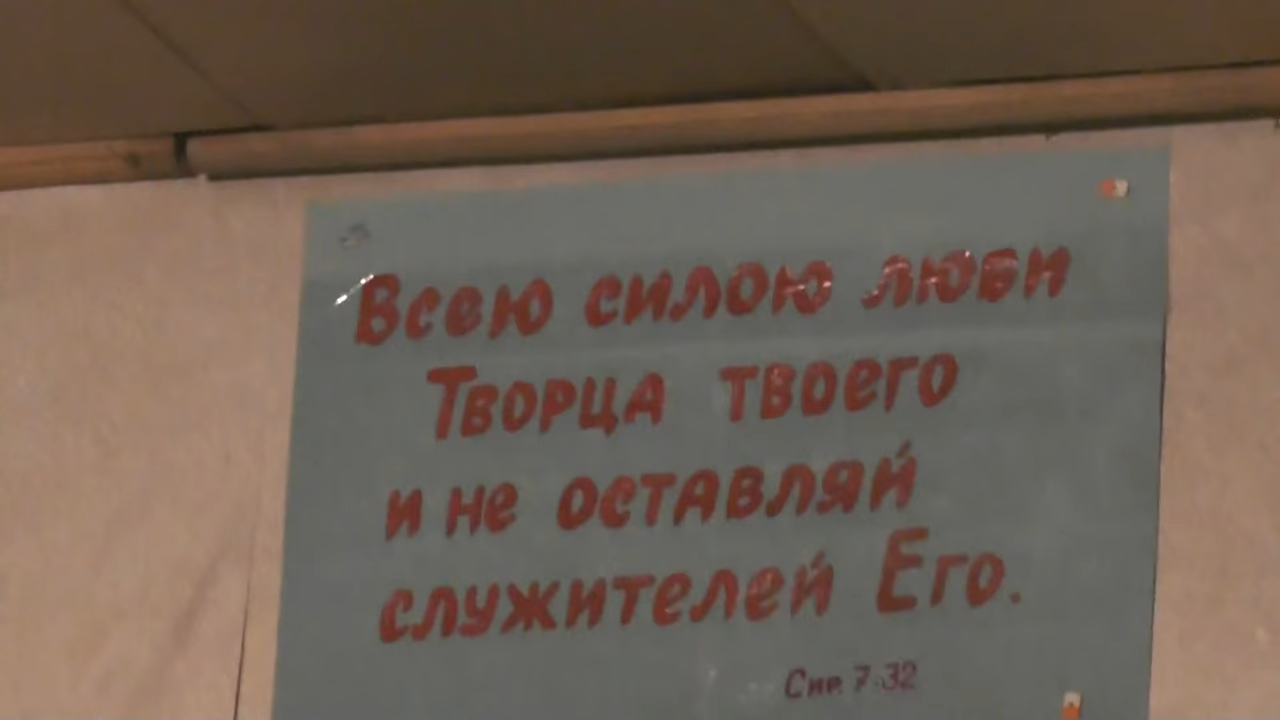 Всею силою люби
Творца твоего
и не оставляй
служителей Его.
Сир. 7-32